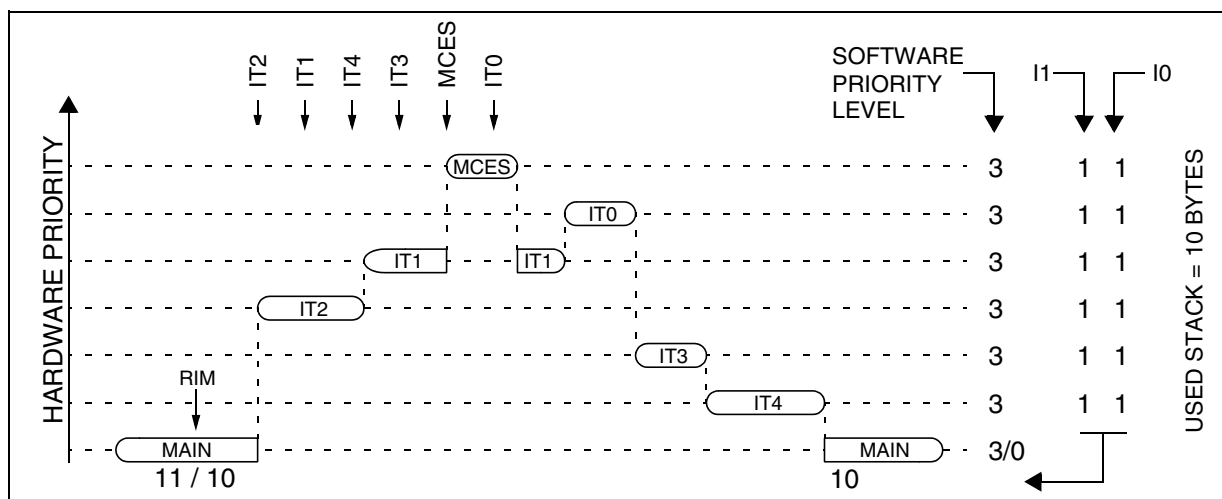 IT2
IT1
IT4
IT3
MCES
IT0
SOFTWARE
PRIORITY
LEVEL
I1
I0
HARDWARE PRIORITY
MCES
3
1 1
IT0
3
1 1
IT1
IT1
3
1 1
IT2
3
1 1
IT3
3
1 1
RIM
IT4
3
1 1
MAIN
MAIN
3/0
11 / 10
10
USED STACK = 10 BYTES